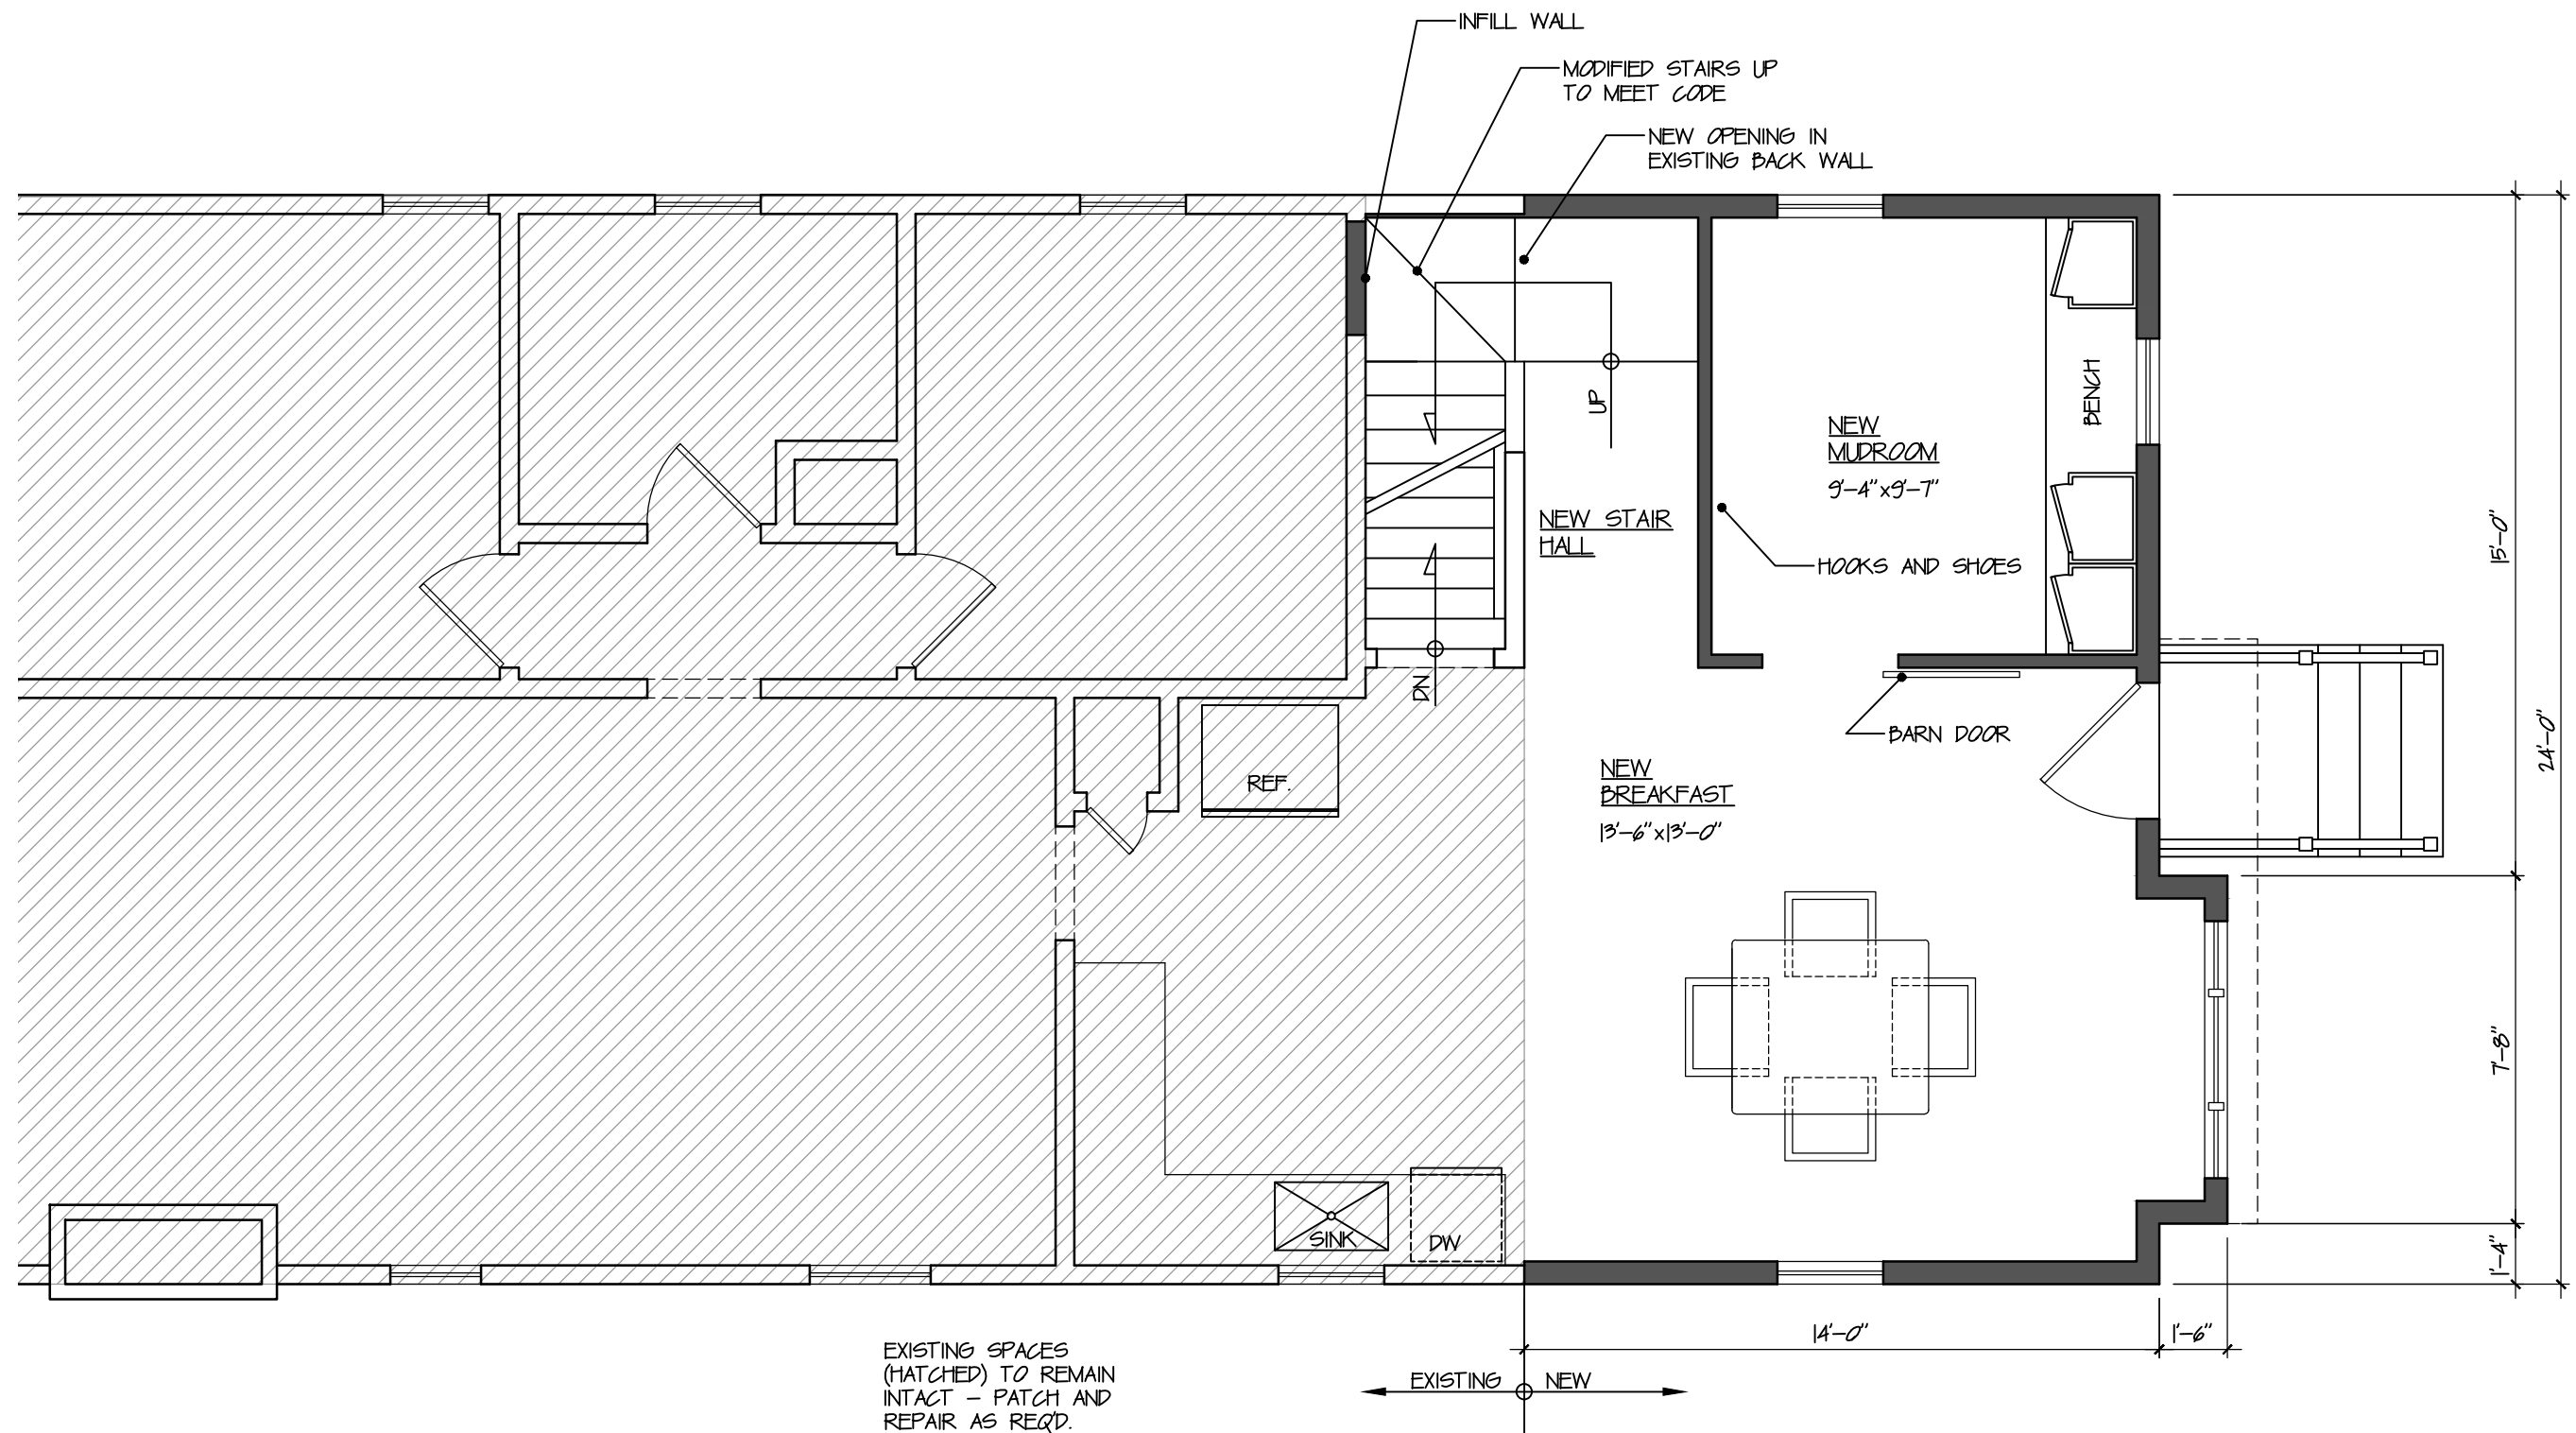 INFILL WALL
MODIFIED STAIRS UP
TO MEET CODE
NEW OPENING IN
EXISTING BACK WALL
UP
BENCH
NEW
MUDROOM
9'-4"x9'-7"
NEW STAIR
HALL
HOOKS AND SHOES
15'-0"
24'-0"
DN
BARN DOOR
REF.
NEW
BREAKFAST
13'-6"x13'-0"
7'-8"
SINK
DW
1'-4"
14'-0"
1'-6"
EXISTING
NEW
EXISTING SPACES
(HATCHED) TO REMAIN
INTACT - PATCH AND
REPAIR AS REQ'D.